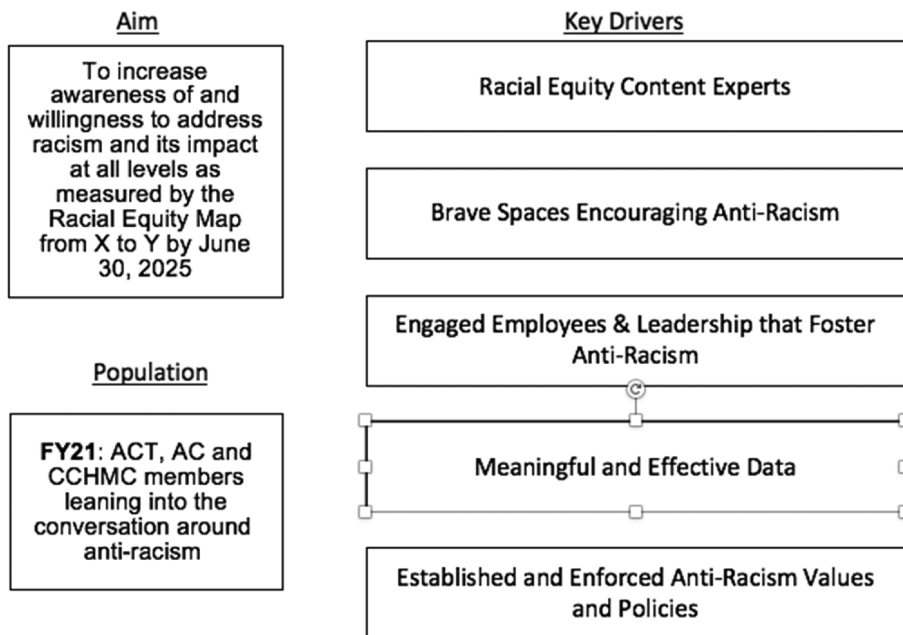 Aim
To increase
awareness of and
willingness to address
racism and its impact
at all levels as
measured by the
Racial Equity Map
from X to Y by June
30, 2025
Population
FY21: ACT, AC and
CCHMC members
leaning into the
conversation around
anti-racism
Key Drivers
Racial Equity Content Experts
Brave Spaces Encouraging Anti-Racism
Engaged Employees & Leadership that Foster
Anti-Racism
Meaningful and Effective Data
Established and Enforced Anti-Racism Values
and Policies